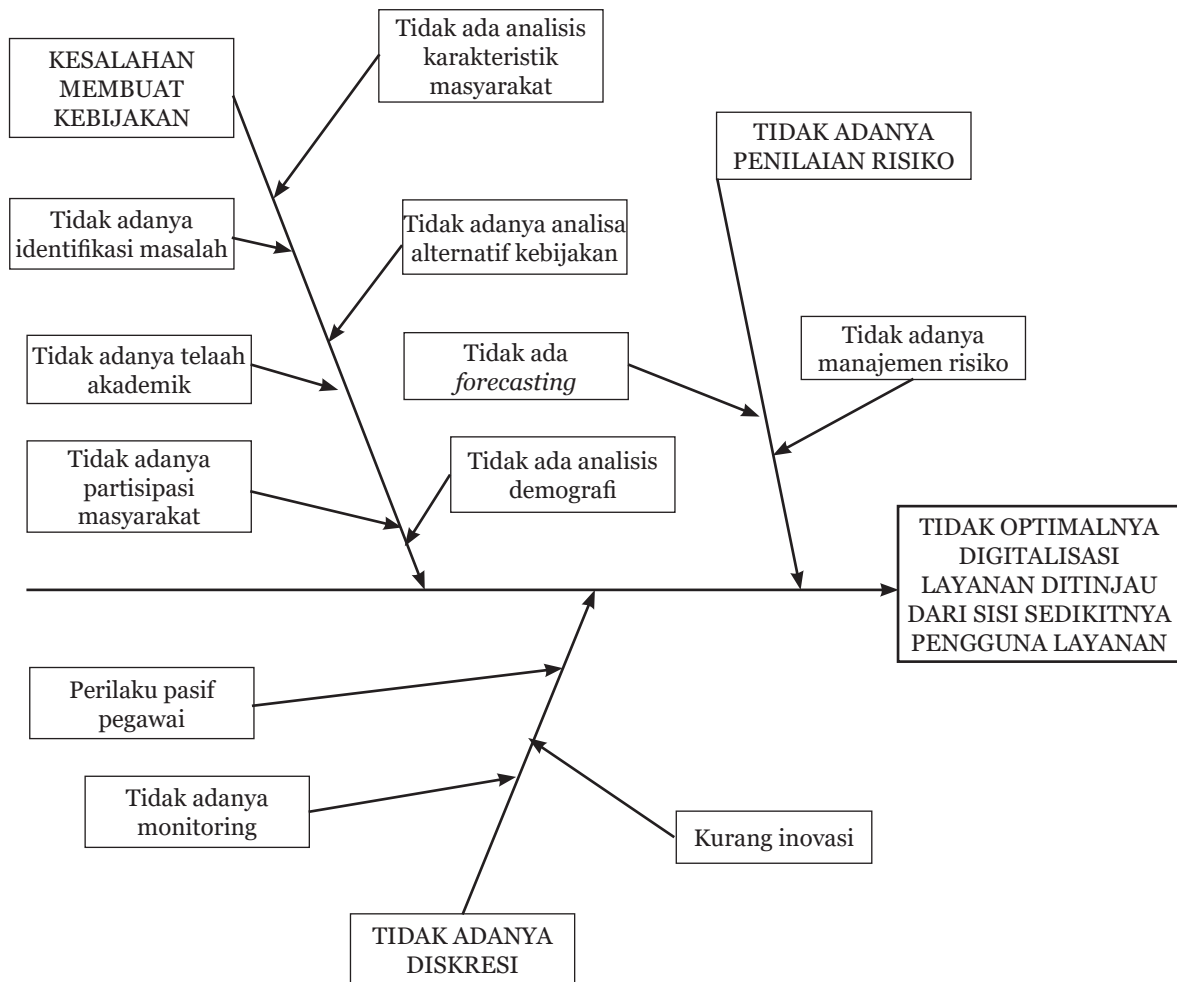 Tidak ada analisis
karakteristik
masyarakat
KESALAHAN
MEMBUAT
KEBIJAKAN
TIDAK ADANYA
PENILAIAN RISIKO
Tidak adanya
identifikasi masalah
Tidak adanya analisa
alternatif kebijakan
Tidak adanya telaah
akademik
Tidak ada
forecasting
Tidak adanya
manajemen risiko
Tidak adanya
partisipasi
masyarakat
Tidak ada analisis
demografi
TIDAK OPTIMALNYA
DIGITALISASI
LAYANAN DITINJAU
DARI SISI SEDIKITNYA
PENGGUNA LAYANAN
Perilaku pasif
pegawai
Tidak adanya
monitoring
Kurang inovasi
TIDAK ADANYA
DISKRESI